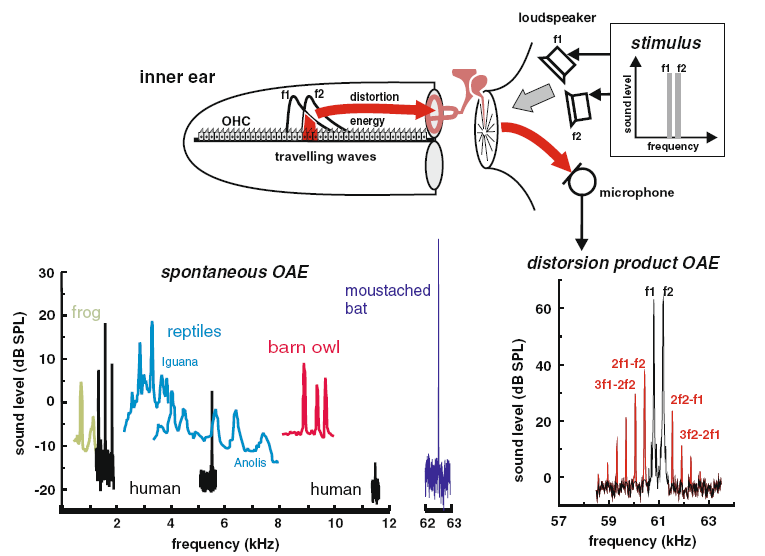 loudspeaker
f1
stimulus
f1 f2
sound level
frequency
f2
inner ear
f1 f2
distortion
energy
OHC
travelling waves
microphone
spontaneous OAE
distorsion product OAE
sound level (dB SPL)
30
20
10
0
-10
-20
frog
reptiles
Iguana
Anolis
barn owl
moustached
bat
human
human
2 4 6 8 10 12 62 63
frequency (kHz)
sound level (dB SPL)
60
40
20
0
f1 f2
2f1-f2
3f1-2f2
2f2-f1
3f2-2f1
57 59 61 63
frequency (kHz)